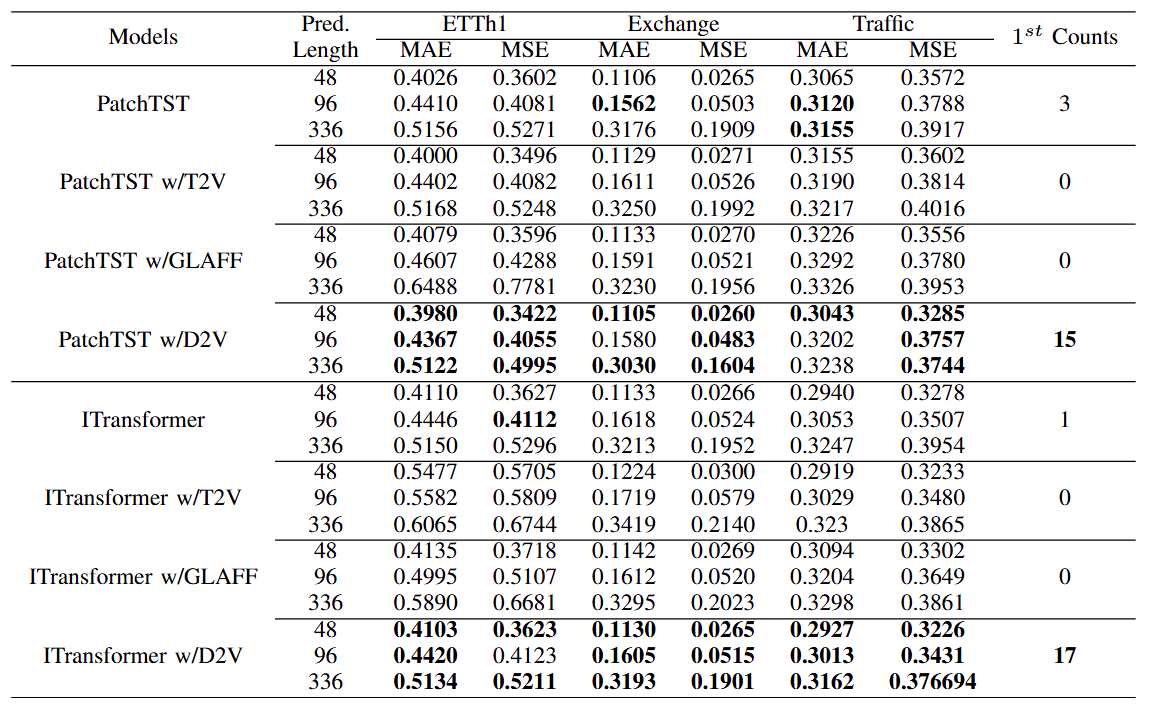 Models Pred. Length ETTh1 Exchange Traffic 1st Counts
MAE MSE MAE MSE MAE MSE
48 0.4026 0.3602 0.1106 0.0265 0.3065 0.3572
PatchTST 96 0.4410 0.4081 0.1562 0.0503 0.3120 0.3788 3
336 0.5156 0.5271 0.3176 0.1909 0.3155 0.3917
48 0.4000 0.3496 0.1129 0.0271 0.3155 0.3602
PatchTST w/T2V 96 0.4402 0.4082 0.1611 0.0526 0.3190 0.3814 0
336 0.5168 0.5248 0.3250 0.1992 0.3217 0.4016
48 0.4079 0.3596 0.1133 0.0270 0.3226 0.3556
PatchTST w/GLAFF 96 0.4607 0.4288 0.1591 0.0521 0.3292 0.3780 0
336 0.6488 0.7781 0.3230 0.1956 0.3326 0.3953
48 0.3980 0.3422 0.1105 0.0260 0.3043 0.3285
PatchTST w/D2V 96 0.4367 0.4055 0.1580 0.0483 0.3202 0.3757 15
336 0.5122 0.4995 0.3030 0.1604 0.3238 0.3744
48 0.4110 0.3627 0.1133 0.0266 0.2940 0.3278
ITransformer 96 0.4446 0.4112 0.1618 0.0524 0.3053 0.3507 1
336 0.5150 0.5296 0.3213 0.1952 0.3247 0.3954
48 0.5477 0.5705 0.1224 0.0300 0.2919 0.3233
ITransformer w/T2V 96 0.5582 0.5809 0.1719 0.0579 0.3029 0.3480 0
336 0.6065 0.6744 0.3419 0.2140 0.323 0.3865
48 0.4135 0.3718 0.1142 0.0269 0.3094 0.3302
ITransformer w/GLAFF 96 0.4995 0.5107 0.1612 0.0520 0.3204 0.3649 0
336 0.5890 0.6681 0.3295 0.2023 0.3298 0.3861
48 0.4103 0.3623 0.1130 0.0265 0.2927 0.3226
ITransformer w/D2V 96 0.4420 0.4123 0.1605 0.0515 0.3013 0.3431 17
336 0.5134 0.5211 0.3193 0.1901 0.3162 0.376694